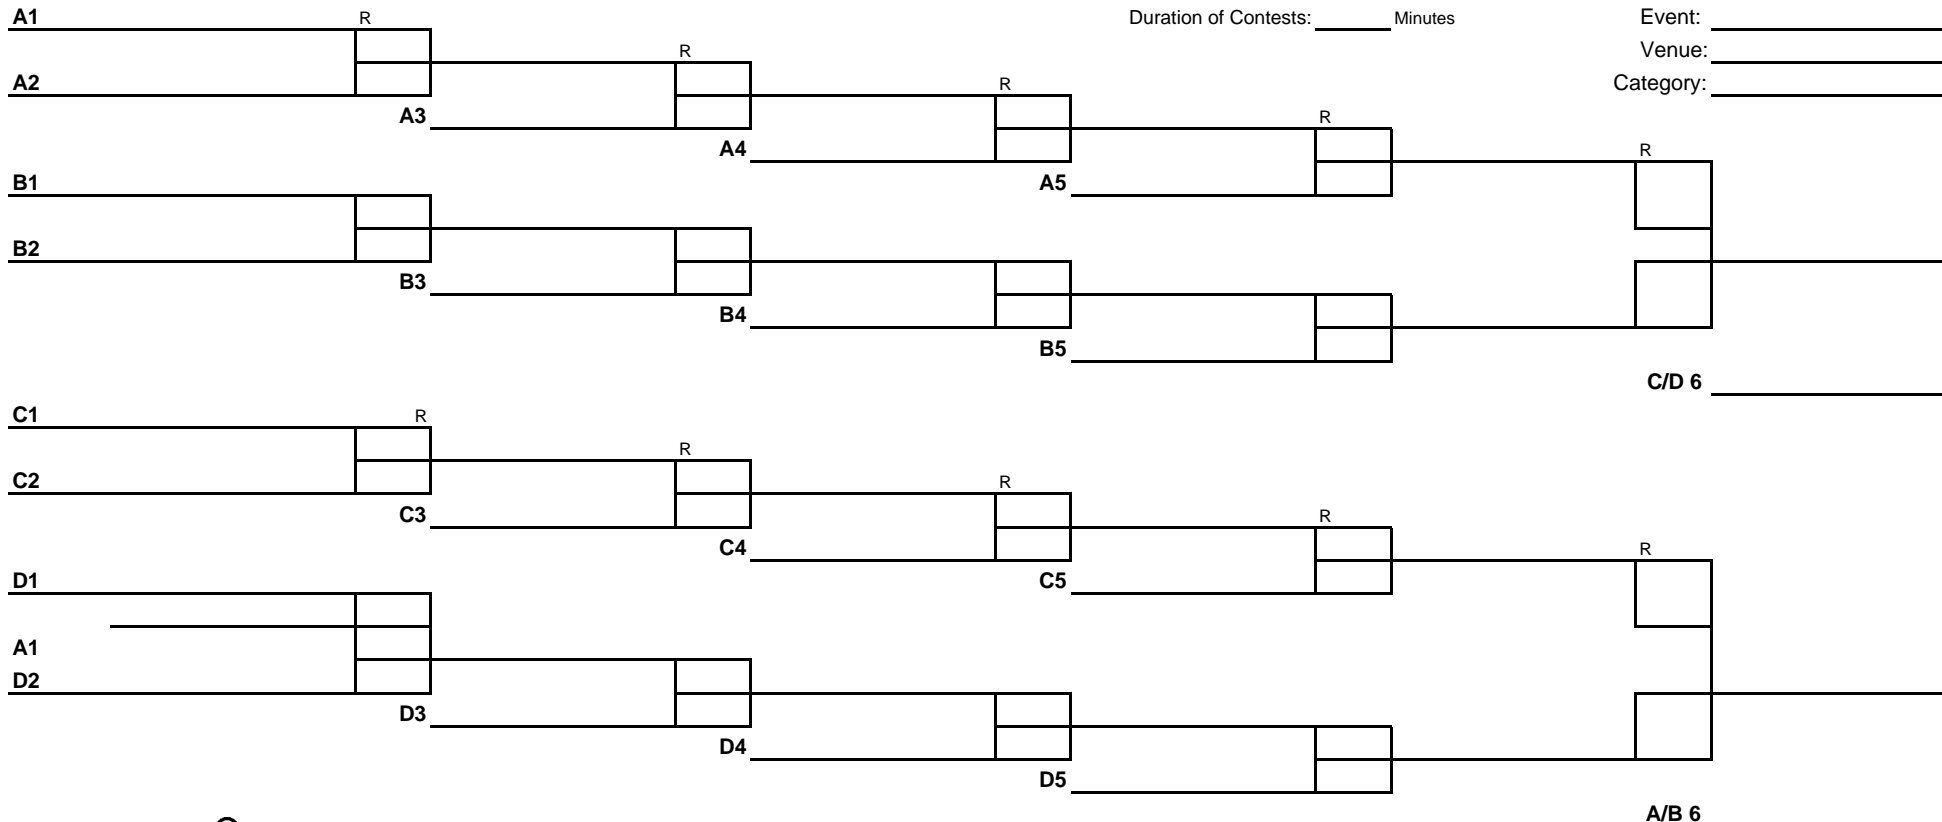 A1 R Duration of Contests: Minutes Event:
R Venue:
A2 R Category:
A3 R
A4 R
B1 A5
B2
B3
B4
B5
C/D 6
C1 R
R
C2 R
C3 R
C4 R
D1 C5
A1
D2
D3
D4
D5
A/B 6